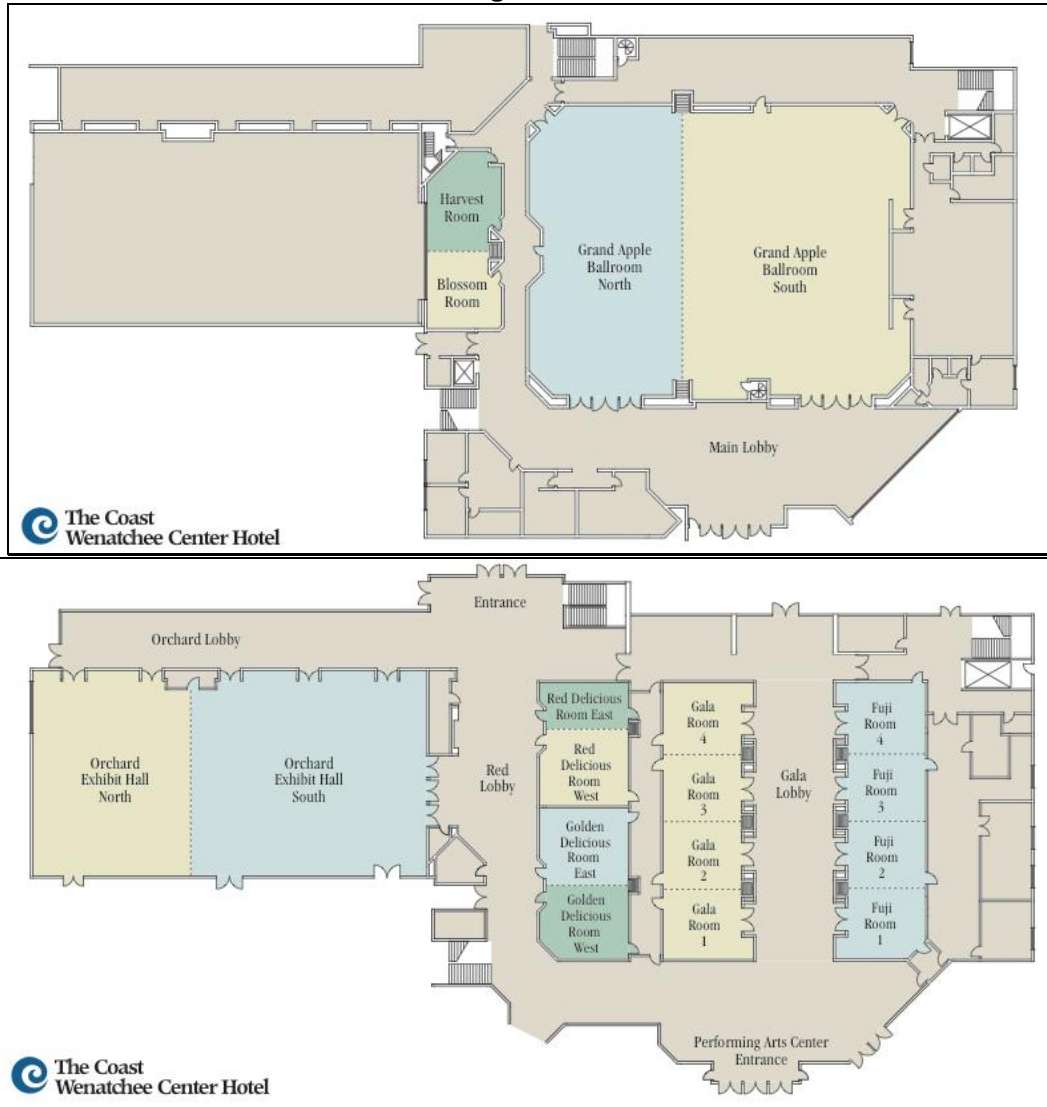 Harvest
Room
Blossom
Room
Grand Apple
Ballroom
North
Grand Apple
Ballroom
South
Main Lobby
The Coast
Wenatchee Center Hotel
Entrance
Orchard Lobby
Orchard
Exhibit Hall
North
Orchard
Exhibit Hall
South
Red
Lobby
Red Delicious
Room East
Red
Delicious
Room
West
Golden
Delicious
Room
East
Golden
Delicious
Room
West
Gala
Room
4
Gala
Room
3
Gala
Room
2
Gala
Room
1
Gala
Lobby
Fuji
Room
4
Fuji
Room
3
Fuji
Room
2
Fuji
Room
1
Performing Arts Center
Entrance
The Coast
Wenatchee Center Hotel